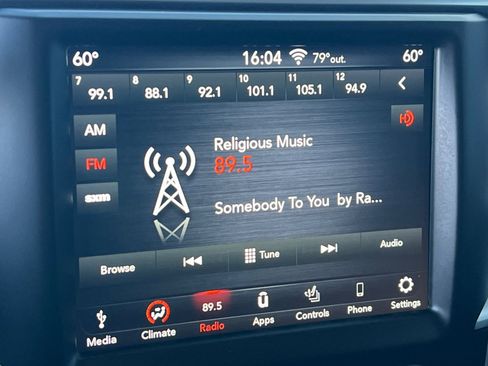 60° 16:04 79°out. 60°
7 99.1 8 88.1 9 92.1 10 101.1 11 105.1 12 94.9
AM
FM
sxm
Religious Music
89.5
Somebody To You by Ra...
Browse Tune Audio
Media Climate 89.5 Radio Apps Controls Phone Settings